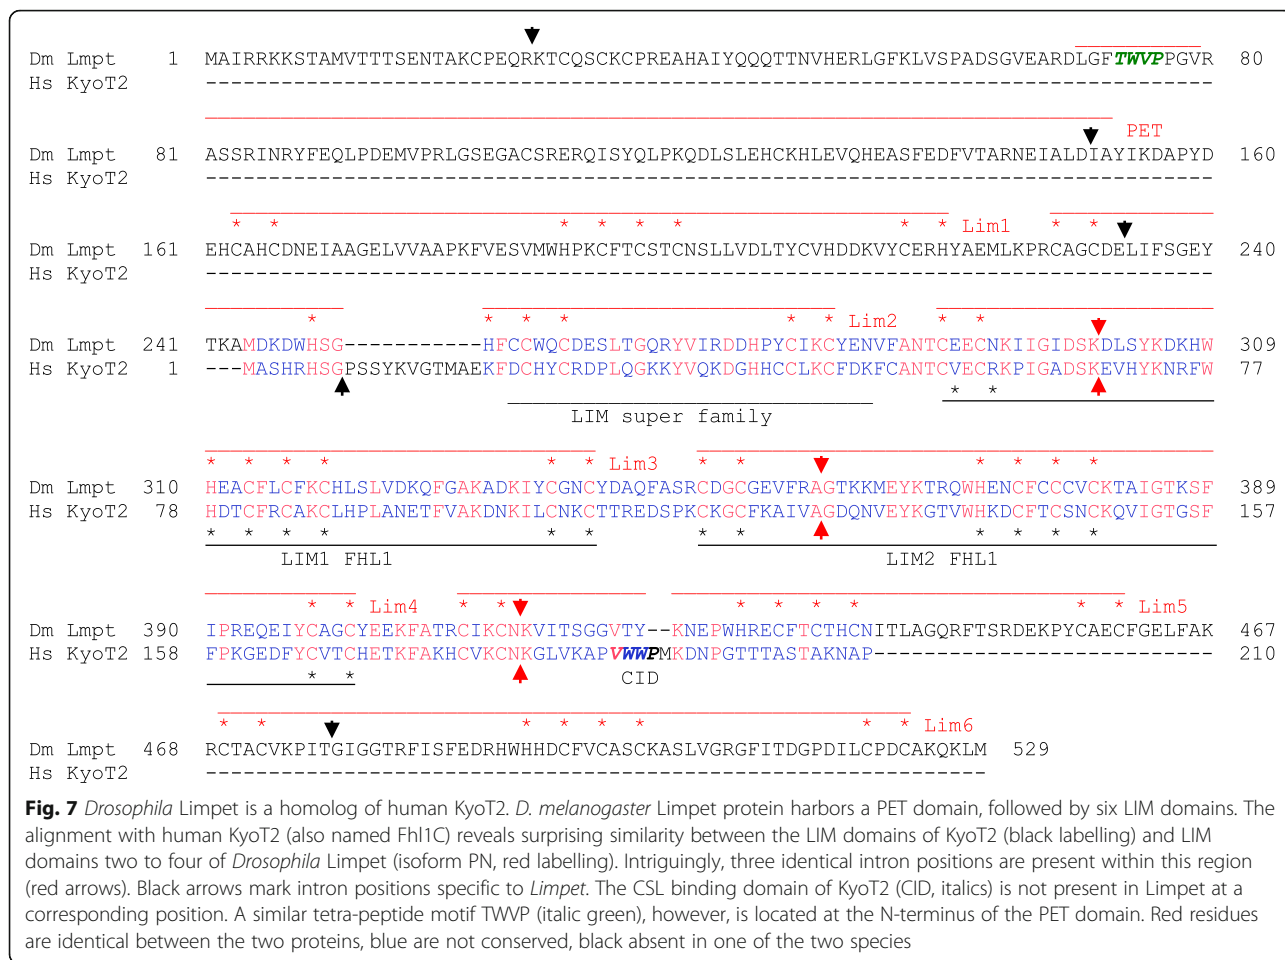 Dm Lmpt 1 MAIRRKKSTAMVTTTSENTAKCPEQRKTCQSCKCPREAHAIYQQQTTNVHERLGFKLVSPADSGVEARDLGFTWVPPGVR 80
Hs KyoT2 --------------------------------------------------------------------------------
PET
Dm Lmpt 81 ASSRINRYFEQLPDEMVPRLGSEGACSRERQISYQLPKQDLSLEHCKHLEVQHEASFEDFVTARNEIALDIAYIKDAPYD 160
Hs KyoT2 --------------------------------------------------------------------------------
* * * * * * * * Lim1 * *
Dm Lmpt 161 EHCAHCDNEIAAGELVVAAPKFVESVMWHPKCFTCSTCNSLLVDLTYCVHDDKVYCERHYAEMLKPRCAGCDELIFSGEY 240
Hs KyoT2 --------------------------------------------------------------------------------
* * * * * * Lim2 * *
Dm Lmpt 241 TKAMDKDWHSG-----------HFCCWQCDESLTGQRYVIRDDHPYCIKCYENVFANTCEECNKIIGIDSKDLSYKDKHW 309
Hs KyoT2 1 ---MASHRHSGPSSYKVGTMAEKFDCHYCRDPLQGKKYVQKDGHHCCLKCFDKFCANTCVECRKPIGADSKEVHYKNRFW 77
* *
LIM super family
* * * * * * Lim3 * * * * * *
Dm Lmpt 310 HEACFLCFKCHLSLVDKQFGAKADKIYCGNCYDAQFASRCDGCGEVFRAGTKKMEYKTRQWHENCFCCCVCKTAIGTKSF 389
Hs KyoT2 78 HDTCFRCAKCLHPLANETFVAKDNKILCNKCTTREDSPKCKGCFKAIVAGDQNVEYKGTVWHKDCFTCSNCKQVIGTGSF 157
* * * * * * * * * * * *
LIM1 FHL1 LIM2 FHL1
* * Lim4 * * * * * * * * Lim5
Dm Lmpt 390 IPREQEIYCAGCYEEKFATRCIKCNKVITSGGVTY--KNEPWHRECFTCTHCNITLAGQRFTSRDEKPYCAECFGELFAK 467
Hs KyoT2 158 FPKGEDFYCVTCHETKFAKHCVKCNKGLVKAPVWWPMKDNPGTTTASTAKNAP--------------------------- 210
* * CID
* * * * * * * * Lim6
Dm Lmpt 468 RCTACVKPITGIGGTRFISFEDRHWHHDCFVCASCKASLVGRGFITDGPDILCPDCAKQKLM 529
Hs KyoT2 --------------------------------------------------------------
Fig. 7 Drosophila Limpet is a homolog of human KyoT2. D. melanogaster Limpet protein harbors a PET domain, followed by six LIM domains. The
alignment with human KyoT2 (also named Fhl1C) reveals surprising similarity between the LIM domains of KyoT2 (black labelling) and LIM
domains two to four of Drosophila Limpet (isoform PN, red labelling). Intriguingly, three identical intron positions are present within this region
(red arrows). Black arrows mark intron positions specific to Limpet. The CSL binding domain of KyoT2 (CID, italics) is not present in Limpet at a
corresponding position. A similar tetra-peptide motif TWVP (italic green), however, is located at the N-terminus of the PET domain. Red residues
are identical between the two proteins, blue are not conserved, black absent in one of the two species